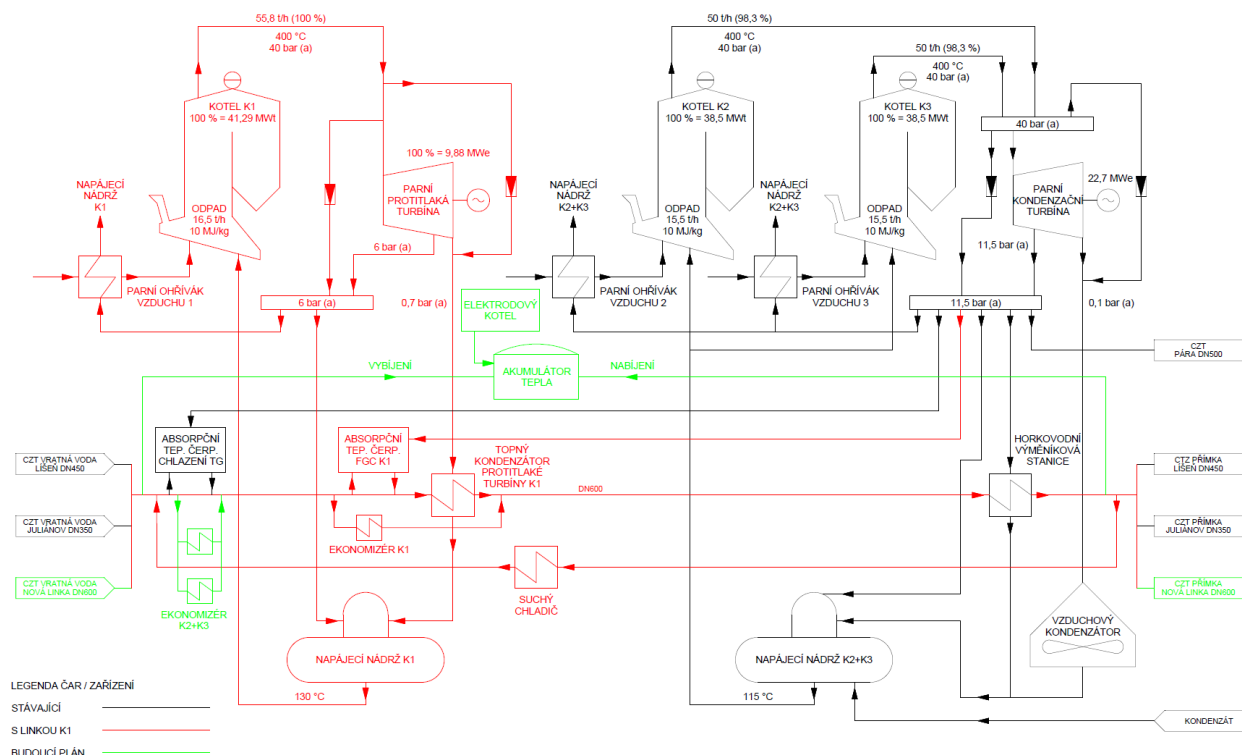 55,8 t/h (100 %)
400 °C
40 bar (a)
50 t/h (98,3 %)
400 °C
40 bar (a)
50 t/h (98,3 %)
400 °C
40 bar (a)
KOTEL K1
100 % = 41,29 MWt
KOTEL K2
100 % = 38,5 MWt
KOTEL K3
100 % = 38,5 MWt
40 bar (a)
100 % = 9,88 MWe
PARNÍ
PROTITLAKÁ
TURBÍNA
22,7 MWe
PARNÍ
KONDENZAČNÍ
TURBÍNA
NAPÁJECÍ
NÁDRŽ
K1
NAPÁJECÍ
NÁDRŽ
K2+K3
NAPÁJECÍ
NÁDRŽ
K2+K3
ODPAD
16,5 t/h
10 MJ/kg
ODPAD
15,5 t/h
10 MJ/kg
ODPAD
15,5 t/h
10 MJ/kg
6 bar (a)
11,5 bar (a)
PARNÍ OHŘÍVÁK
VZDUCHU 1
PARNÍ OHŘÍVÁK
VZDUCHU 2
PARNÍ OHŘÍVÁK
VZDUCHU 3
6 bar (a)
0,7 bar (a)
11,5 bar (a)
0,1 bar (a)
ELEKTRODOVÝ
KOTEL
CZT
PÁRA DN500
VYBÍJENÍ
AKUMULÁTOR
TEPLA
NABÍJENÍ
ABSORPČNÍ
TEP. ČERP.
CHLAZENÍ TG
ABSORPČNÍ
TEP. ČERP.
FGC K1
TOPNÝ
KONDENZÁTOR
PROTITLAKÉ
TURBÍNY K1
HORKOVODNÍ
VÝMĚNÍKOVÁ
STANICE
CZT VRATNÁ VODA
LÍŠEŇ DN450
CTZ PŘÍMKA
LÍŠEŇ DN450
DN600
CZT VRATNÁ VODA
JULIÁNOV DN350
CZT PŘÍMKA
JULIÁNOV DN350
EKONOMIZÉR K1
CZT VRATNÁ VODA
NOVÁ LINKA DN600
CZT PŘÍMKA
NOVÁ LINKA DN600
EKONOMIZÉR
K2+K3
SUCHÝ
CHLADIČ
VZDUCHOVÝ
KONDENZÁTOR
NAPÁJECÍ NÁDRŽ K1
NAPÁJECÍ NÁDRŽ K2+K3
130 °C
115 °C
KONDENZÁT
LEGENDA ČAR / ZAŘÍZENÍ
STÁVAJÍCÍ
S LINKOU K1
BUDOUCÍ PLÁN